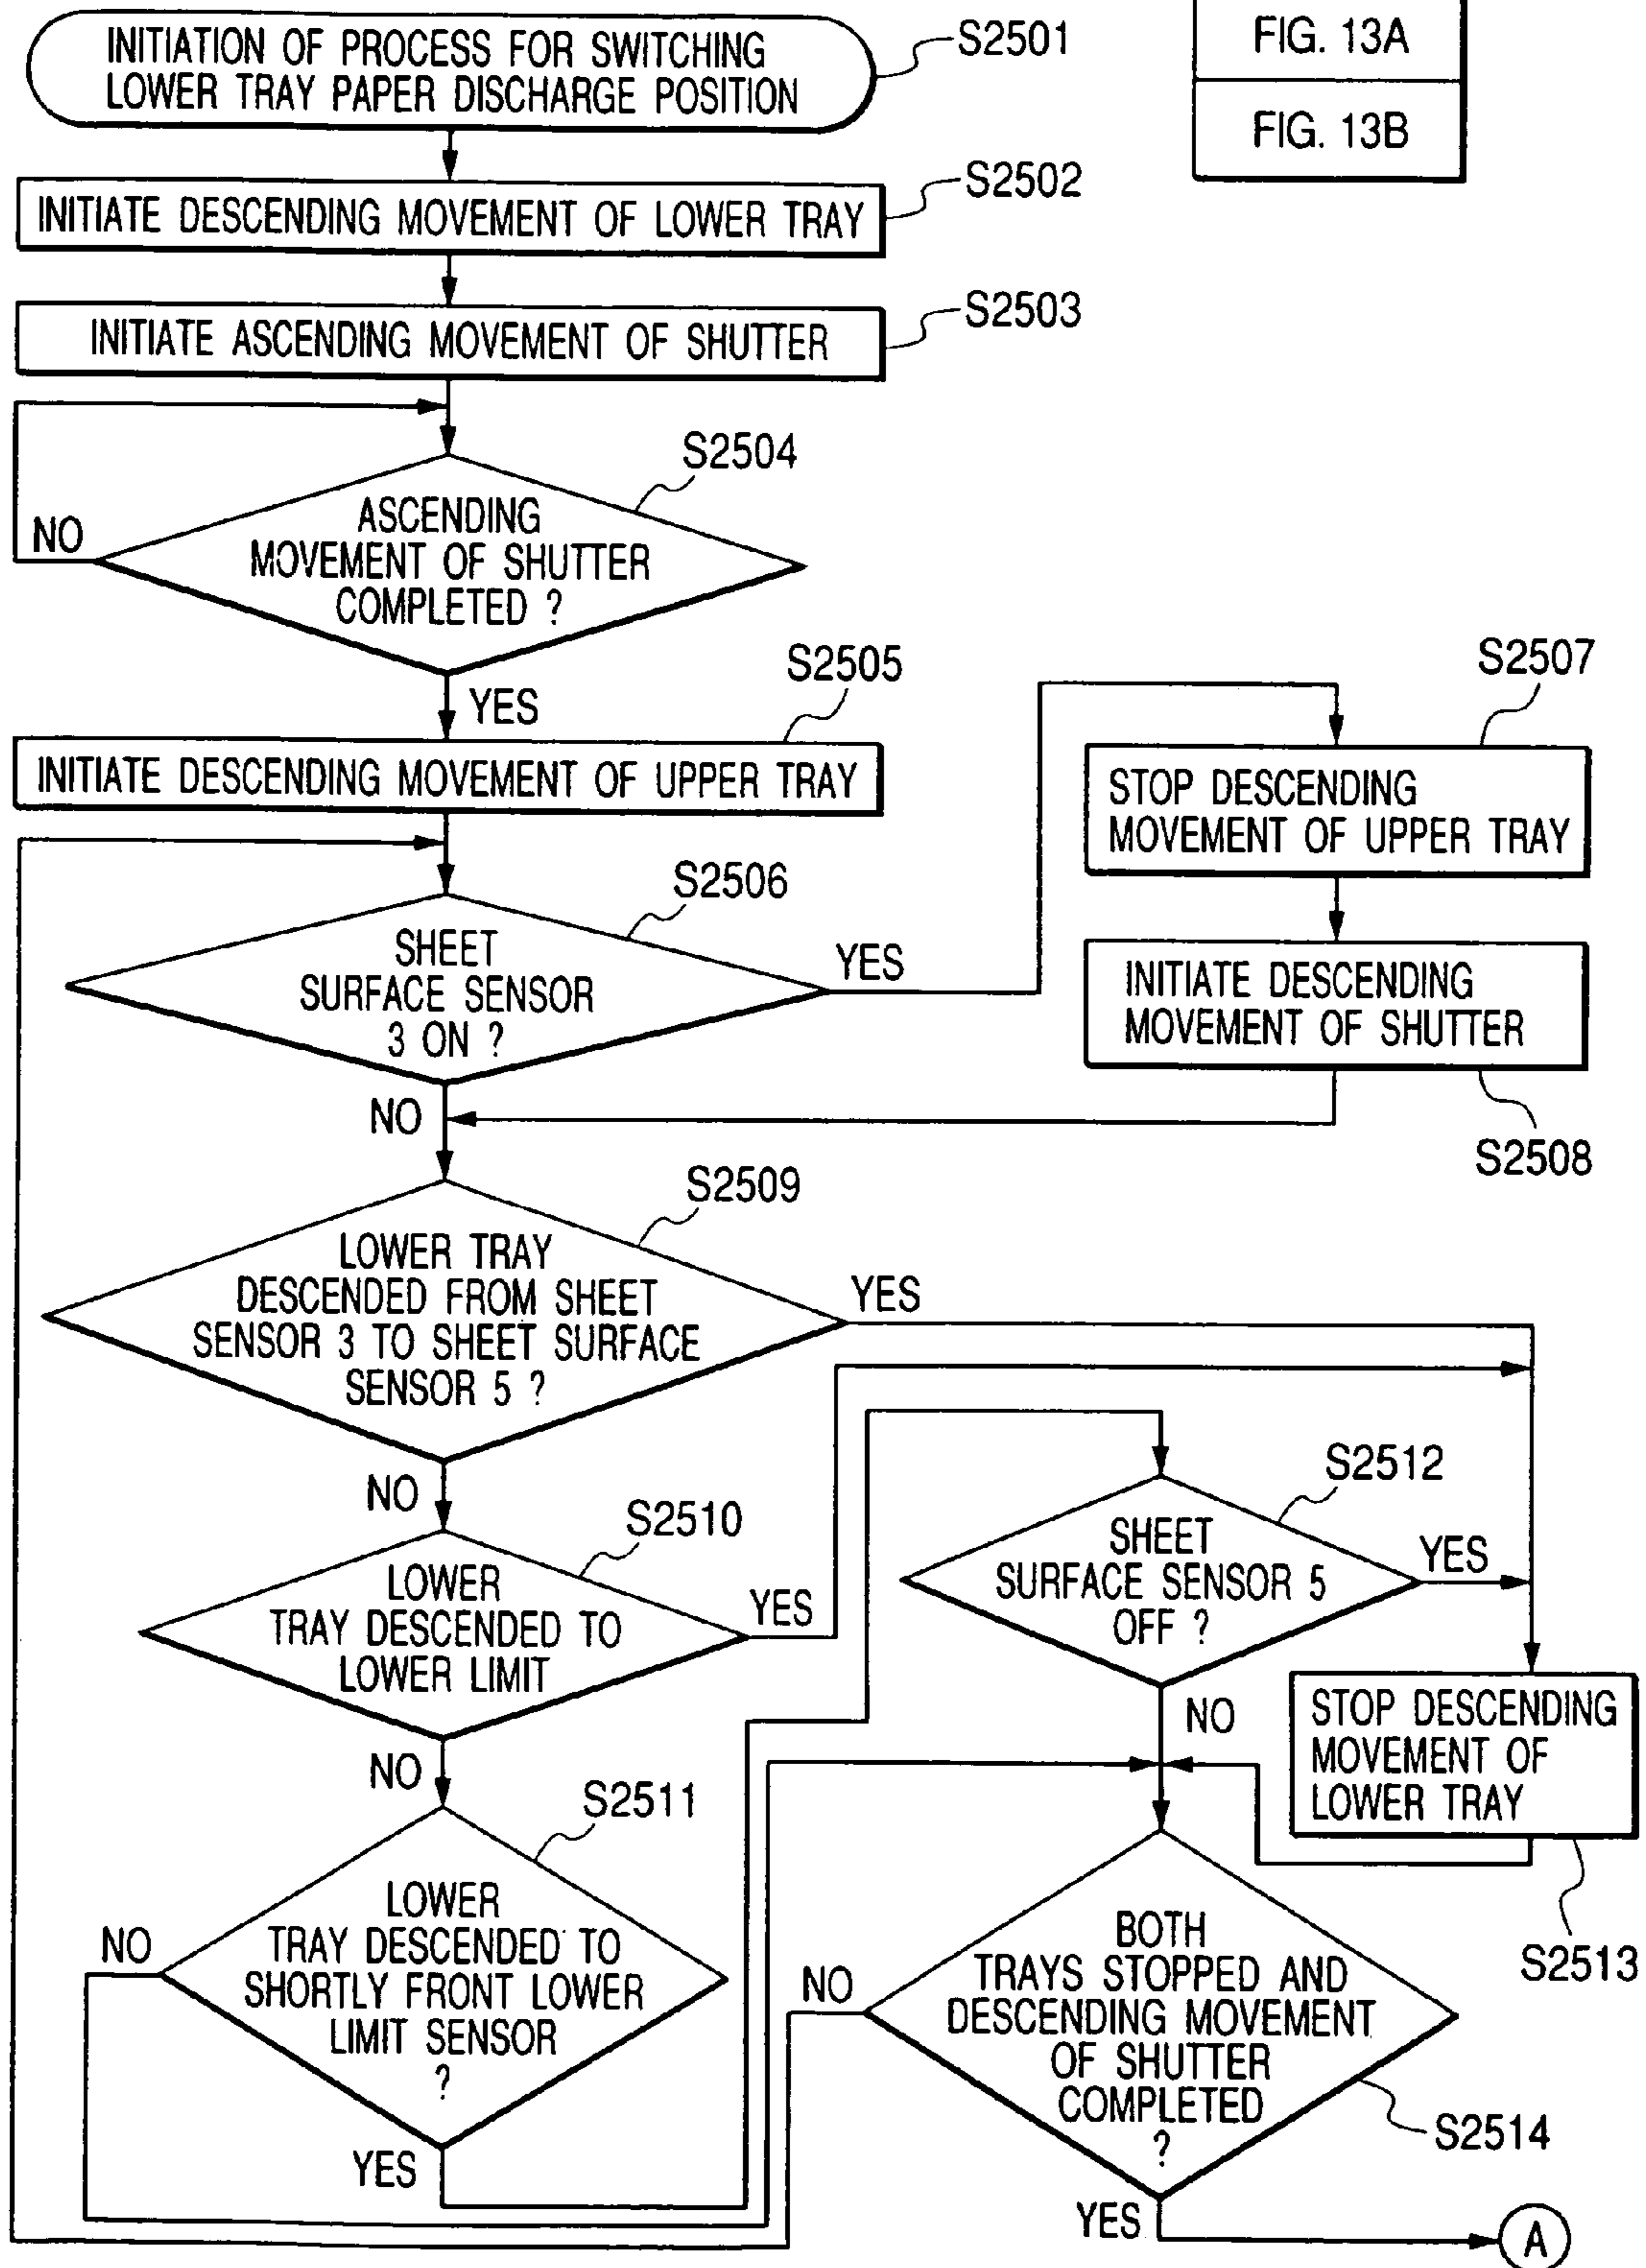 FIG. 13A
FIG. 13B
INITIATION OF PROCESS FOR SWITCHING
LOWER TRAY PAPER DISCHARGE POSITION
S2501
S2502
INITIATE DESCENDING MOVEMENT OF LOWER TRAY
S2503
INITIATE ASCENDING MOVEMENT OF SHUTTER
S2504
ASCENDING
MOVEMENT OF SHUTTER
COMPLETED ?
NO
YES
S2505
INITIATE DESCENDING MOVEMENT OF UPPER TRAY
S2506
SHEET
SURFACE SENSOR
3 ON ?
YES
NO
S2507
STOP DESCENDING
MOVEMENT OF UPPER TRAY
INITIATE DESCENDING
MOVEMENT OF SHUTTER
S2508
S2509
LOWER TRAY
DESCENDED FROM SHEET
SENSOR 3 TO SHEET SURFACE
SENSOR 5 ?
YES
NO
S2510
LOWER
TRAY DESCENDED TO
LOWER LIMIT
YES
NO
S2511
LOWER
TRAY DESCENDED TO
SHORTLY FRONT LOWER
LIMIT SENSOR
?
NO
YES
S2512
SHEET
SURFACE SENSOR 5
OFF ?
YES
NO
STOP DESCENDING
MOVEMENT OF
LOWER TRAY
S2513
BOTH
TRAYS STOPPED AND
DESCENDING MOVEMENT
OF SHUTTER
COMPLETED
?
NO
S2514
YES
A